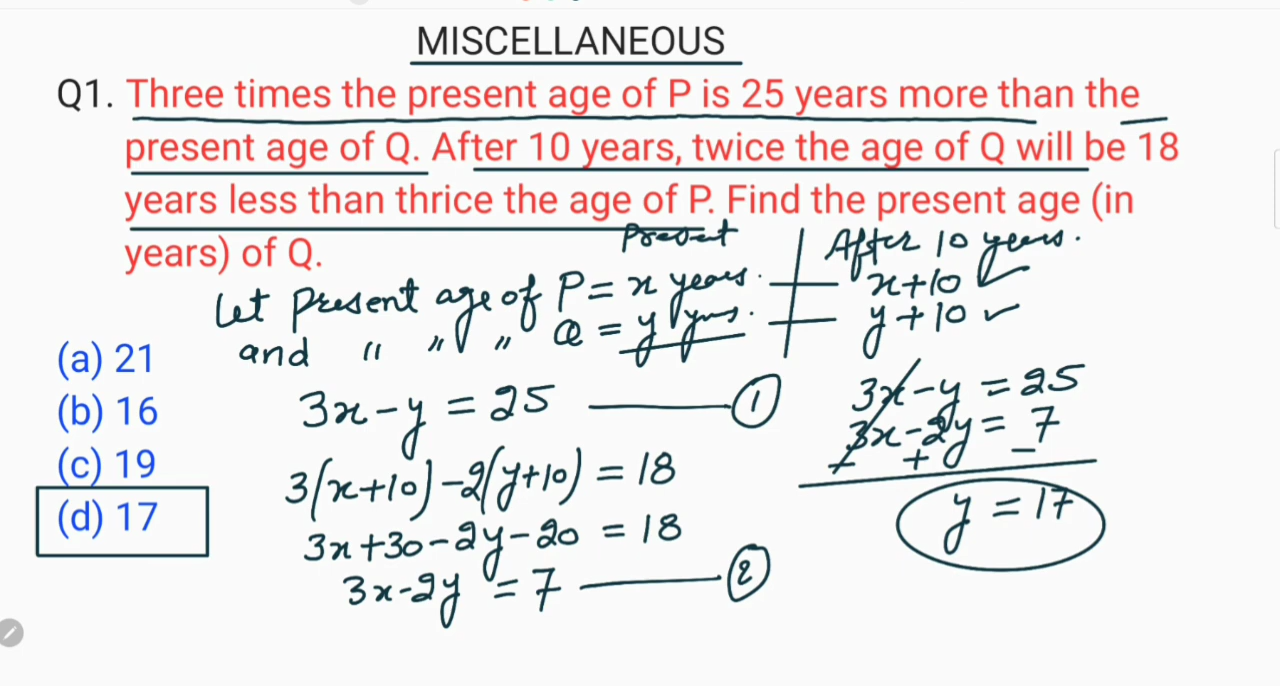 MISCELLANEOUS
Q1. Three times the present age of P is 25 years more than the
present age of Q. After 10 years, twice the age of Q will be 18
years less than thrice the age of P. Find the present age (in
years) of Q.
Present
After 10 years.
Let Present age of P = x years.
x+10
and " " " Q = y yrs.
y+10
(a) 21
(b) 16
(c) 19
(d) 17
3x-y = 25 ① 
3(x+10)-2(y+10) = 18
3x+30-2y-20 = 18
3x-2y = 7 ②
3x-y = 25
3x-2y = 7
- + -
y = 17